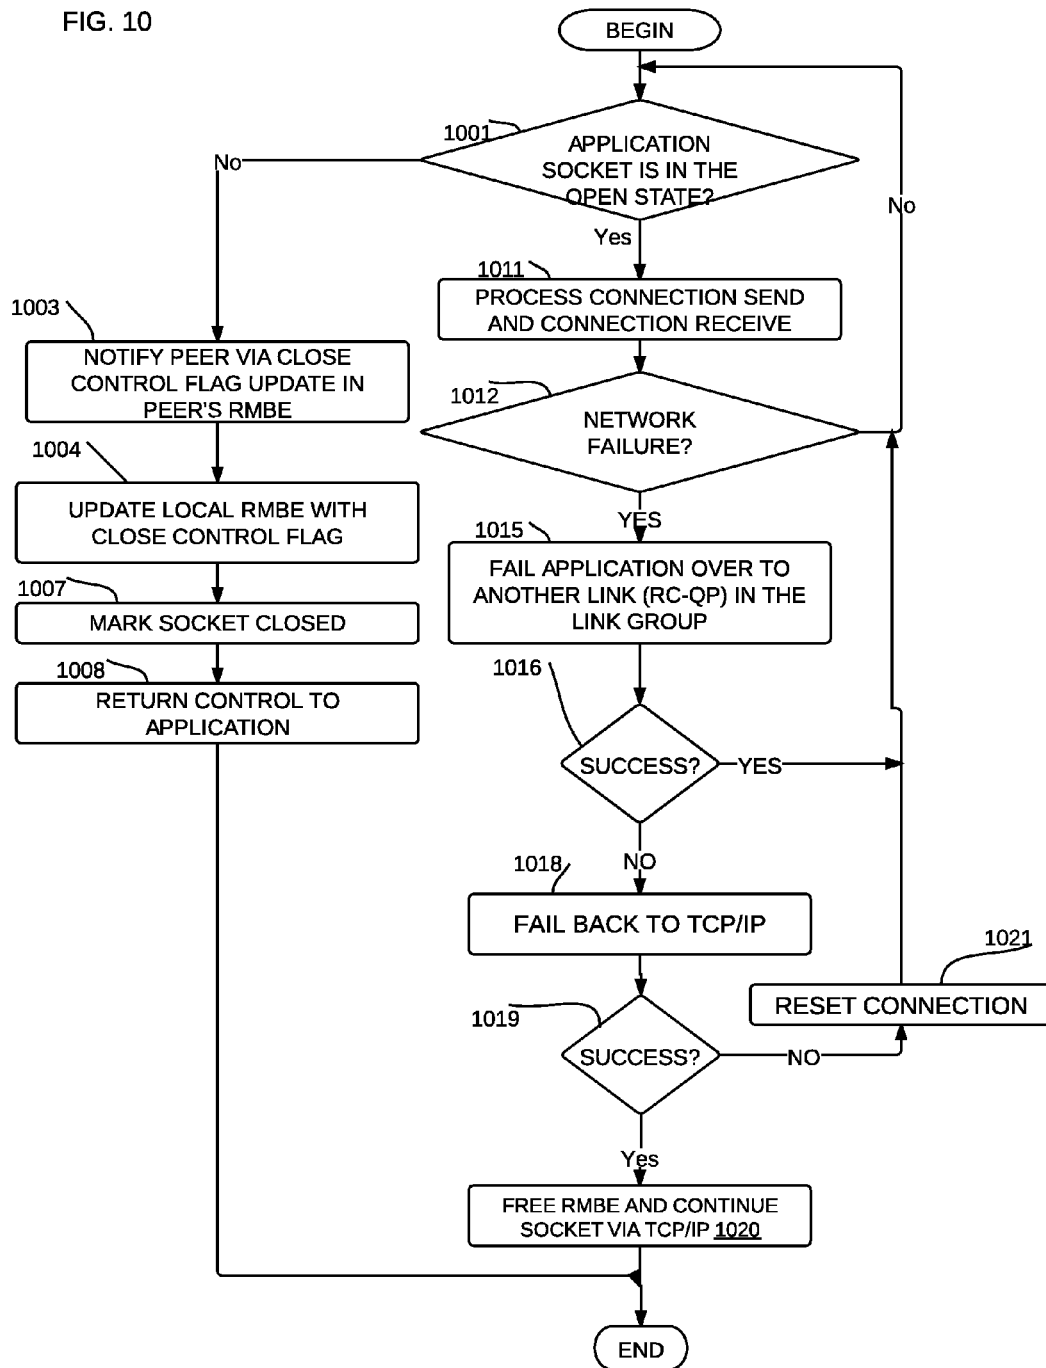 FIG. 10
BEGIN
1001
APPLICATION
SOCKET IS IN THE
OPEN STATE?
No
No
Yes
1011
PROCESS CONNECTION SEND
AND CONNECTION RECEIVE
1003
NOTIFY PEER VIA CLOSE
CONTROL FLAG UPDATE IN
PEER'S RMBE
1012
NETWORK
FAILURE?
1004
UPDATE LOCAL RMBE WITH
CLOSE CONTROL FLAG
YES
1015
FAIL APPLICATION OVER TO
ANOTHER LINK (RC-QP) IN THE
LINK GROUP
1007
MARK SOCKET CLOSED
1008
RETURN CONTROL TO
APPLICATION
1016
SUCCESS?
YES
NO
1018
FAIL BACK TO TCP/IP
1021
RESET CONNECTION
1019
SUCCESS?
NO
Yes
FREE RMBE AND CONTINUE
SOCKET VIA TCP/IP 1020
END